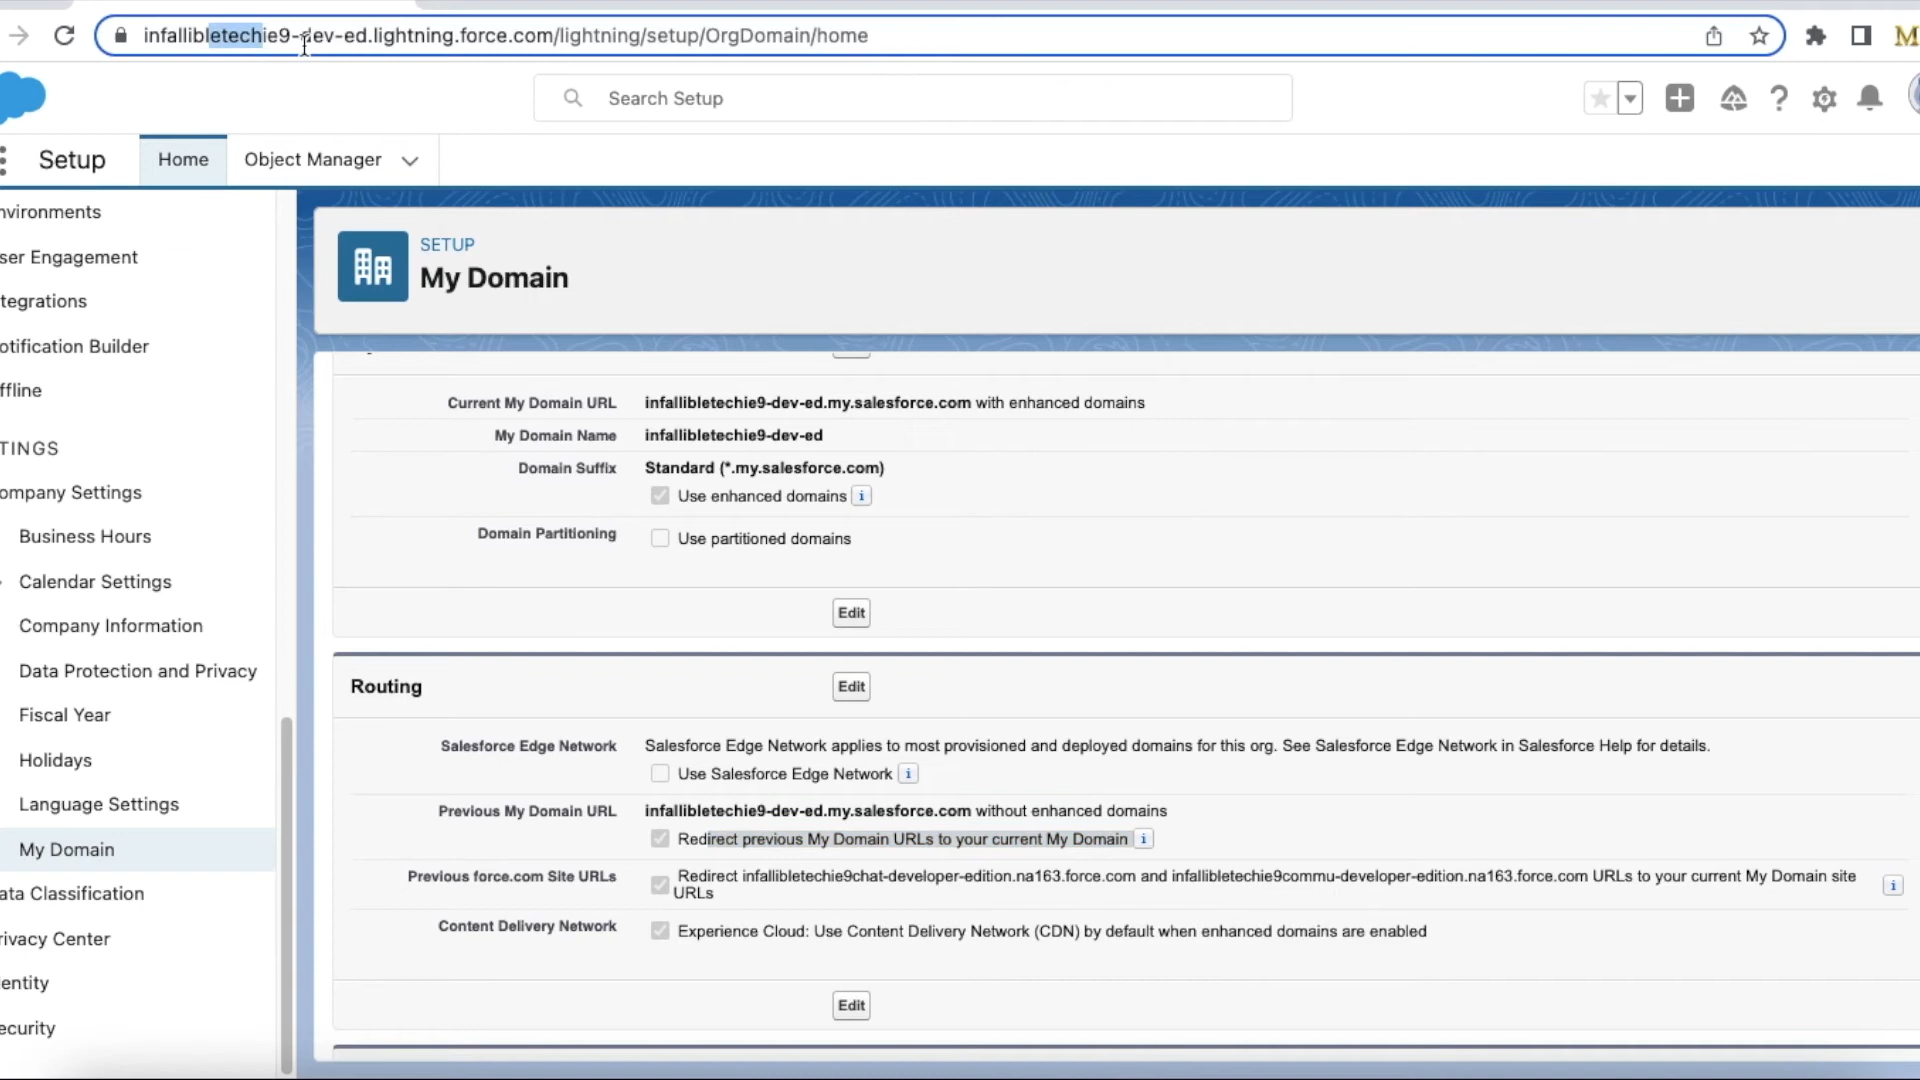 infallibletechie9-dev-ed.lightning.force.com/lightning/setup/OrgDomain/home
M
Search Setup
Setup
Home
Object Manager
nvironments
ser Engagement
tegrations
otification Builder
ffline
TINGS
ompany Settings
Business Hours
Calendar Settings
Company Information
Data Protection and Privacy
Fiscal Year
Holidays
Language Settings
My Domain
ata Classification
rivacy Center
entity
ecurity
SETUP
My Domain
Current My Domain URL infallibletechie9-dev-ed.my.salesforce.com with enhanced domains
My Domain Name infallibletechie9-dev-ed
Domain Suffix Standard (*.my.salesforce.com)
Use enhanced domains i
Domain Partitioning Use partitioned domains
Edit
Routing Edit
Salesforce Edge Network Salesforce Edge Network applies to most provisioned and deployed domains for this org. See Salesforce Edge Network in Salesforce Help for details.
Use Salesforce Edge Network i
Previous My Domain URL infallibletechie9-dev-ed.my.salesforce.com without enhanced domains
Redirect previous My Domain URLs to your current My Domain i
Previous force.com Site URLs Redirect infallibletechie9chat-developer-edition.na163.force.com and infallibletechie9commu-developer-edition.na163.force.com URLs to your current My Domain site
URLs i
Content Delivery Network Experience Cloud: Use Content Delivery Network (CDN) by default when enhanced domains are enabled
Edit